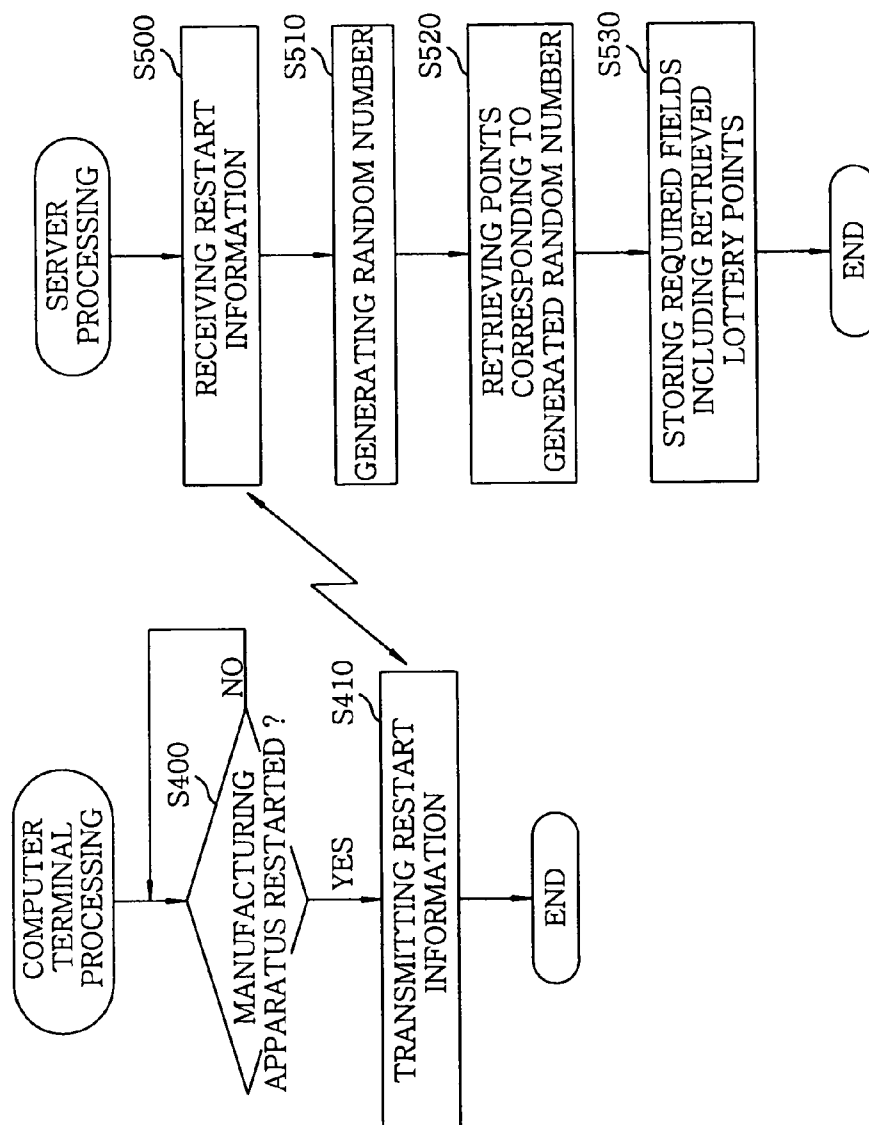 COMPUTER
TERMINAL
PROCESSING
S400
MANUFACTURING
APPARATUS RESTARTED ?
NO
YES
S410
TRANSMITTING RESTART
INFORMATION
END
SERVER
PROCESSING
S500
RECEIVING RESTART
INFORMATION
S510
GENERATING RANDOM NUMBER
S520
RETRIEVING POINTS
CORRESPONDING TO
GENERATED RANDOM NUMBER
S530
STORING REQUIRED FIELDS
INCLUDING RETRIEVED
LOTTERY POINTS
END